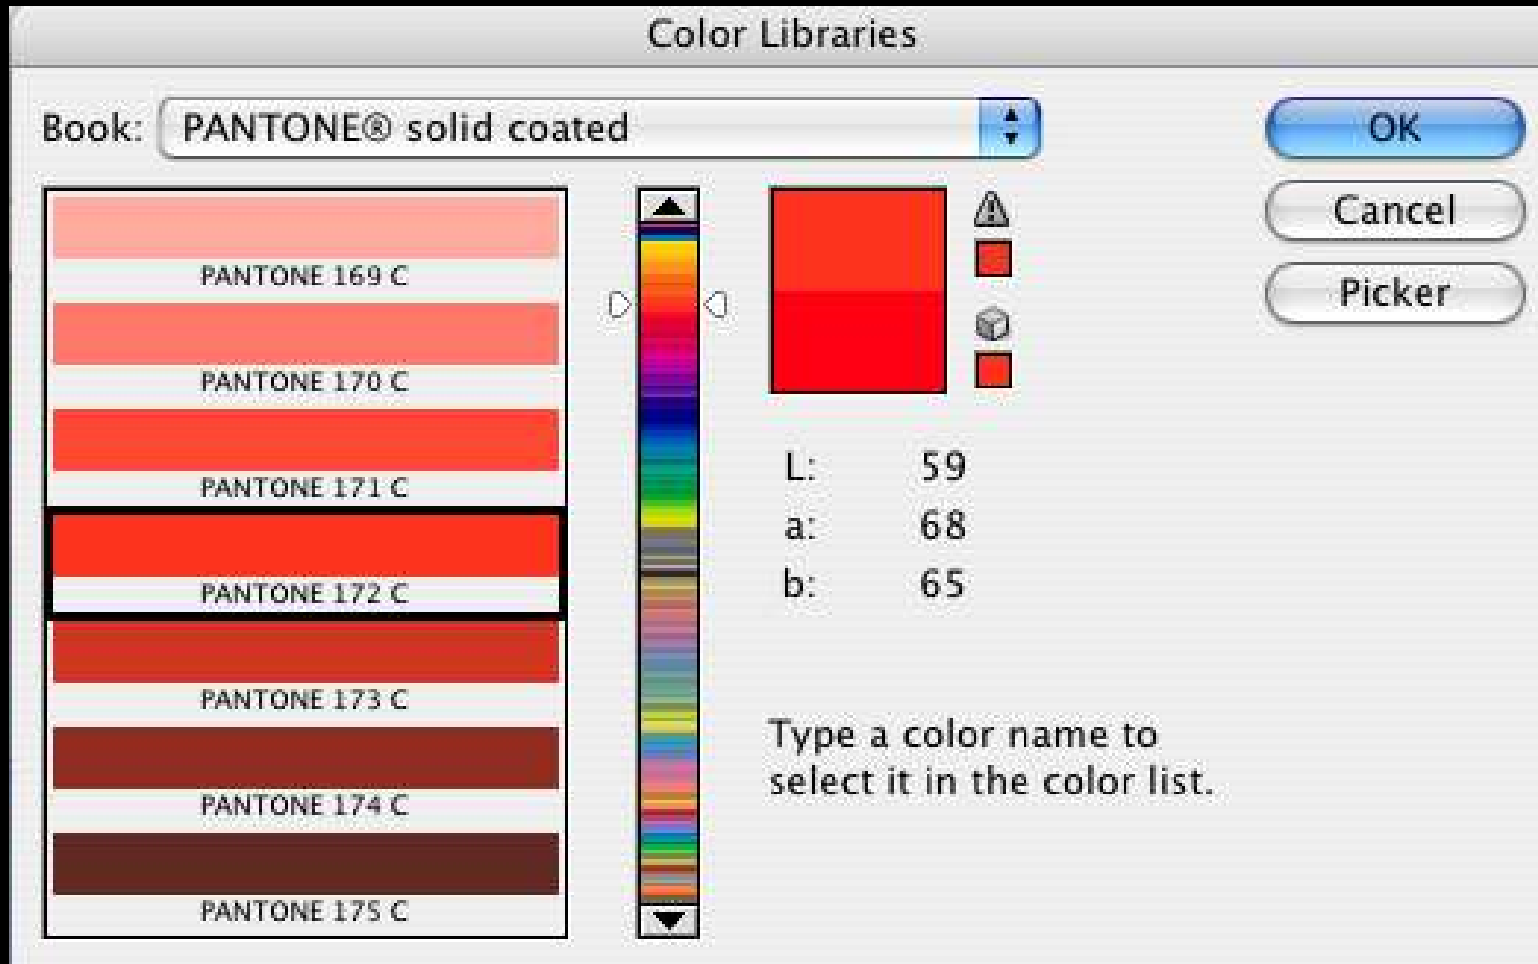 Color Libraries
Book: PANTONE® solid coated
OK
Cancel
Picker
PANTONE 169 C
PANTONE 170 C
PANTONE 171 C
PANTONE 172 C
PANTONE 173 C
PANTONE 174 C
PANTONE 175 C
L: 59
a: 68
b: 65
Type a color name to
select it in the color list.